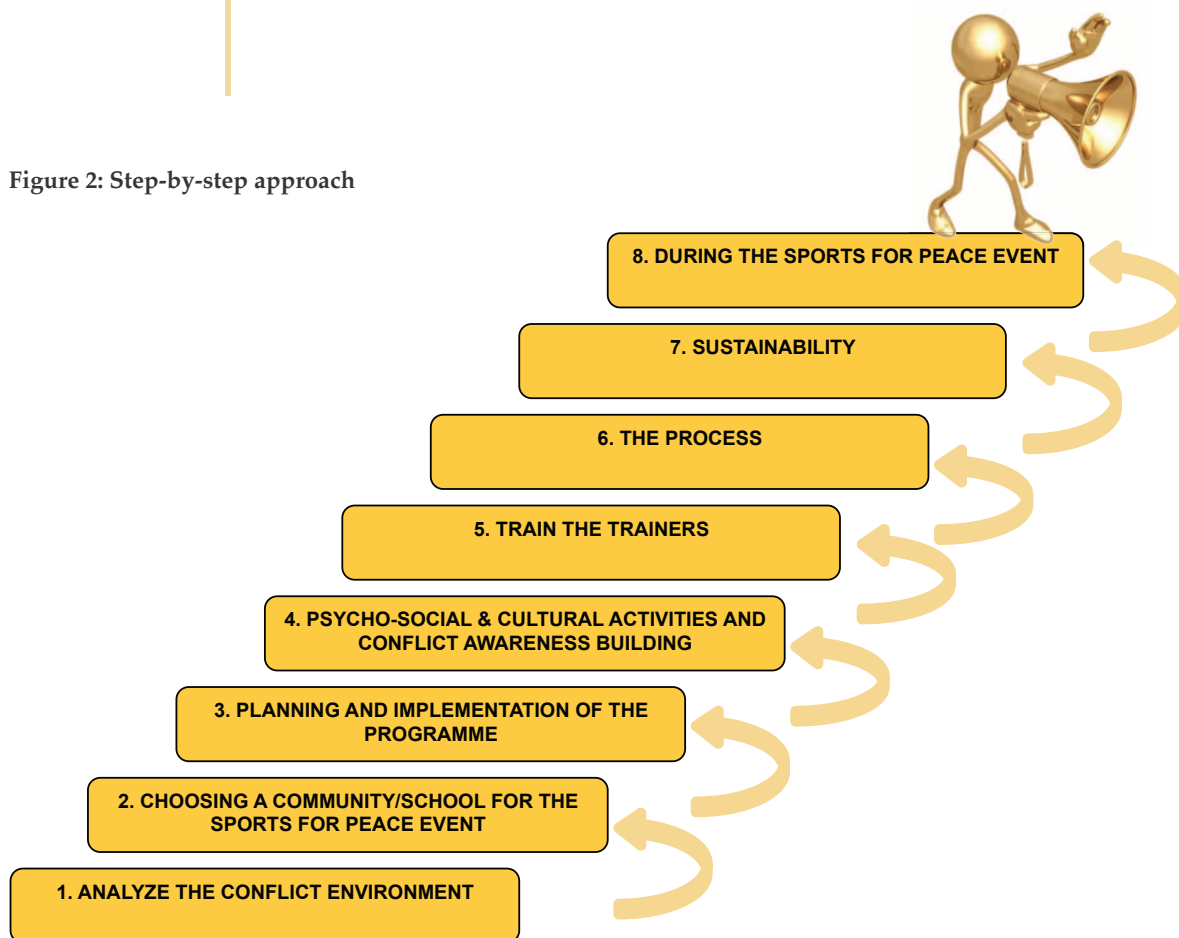 Figure 2: Step-by-step approach
8. DURING THE SPORTS FOR PEACE EVENT
7. SUSTAINABILITY
6. THE PROCESS
5. TRAIN THE TRAINERS
4. PSYCHO-SOCIAL & CULTURAL ACTIVITIES AND
CONFLICT AWARENESS BUILDING
3. PLANNING AND IMPLEMENTATION OF THE
PROGRAMME
2. CHOOSING A COMMUNITY/SCHOOL FOR THE
SPORTS FOR PEACE EVENT
1. ANALYZE THE CONFLICT ENVIRONMENT